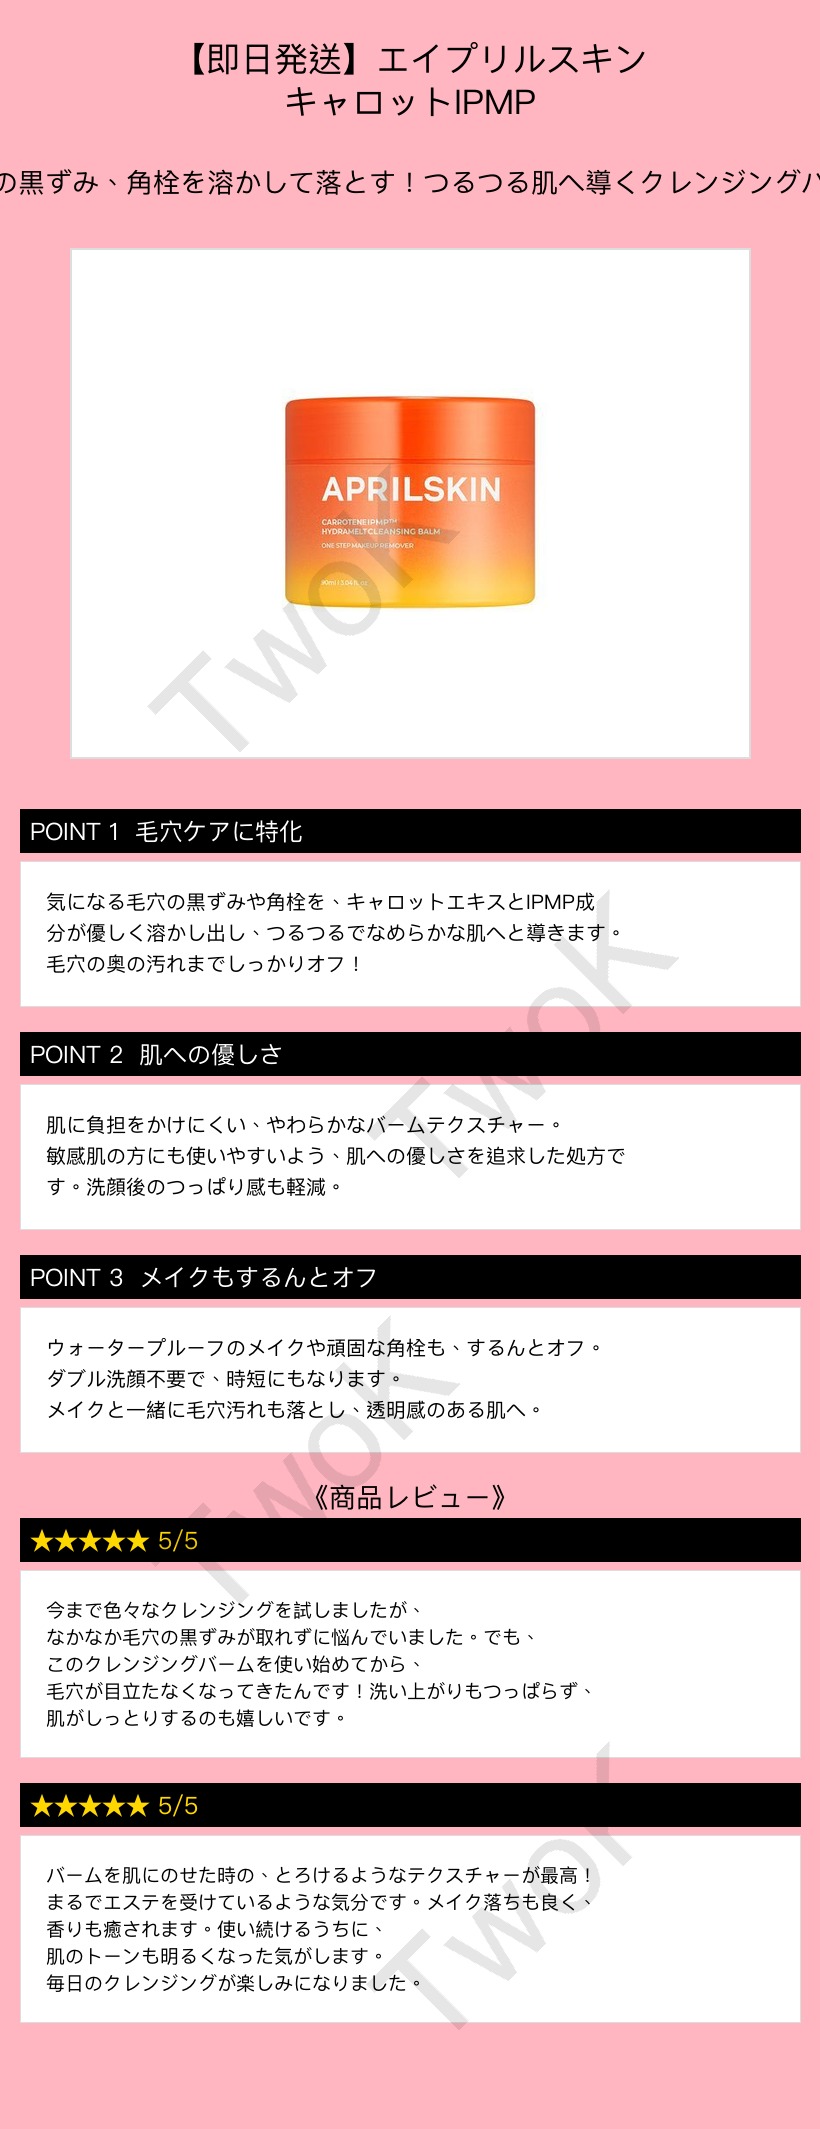 【即日発送】エイプリルスキン
キャロットIPMP
の黒ずみ、角栓を溶かして落とす！つるつる肌へ導くクレンジングバ
APRILSKIN
CARROTENE IPMP™
HYDRAMELT CLEANSING BALM
ONE STEP MAKEUP REMOVER
90ml | 3.04 fl. oz
TwoK
POINT 1 毛穴ケアに特化
気になる毛穴の黒ずみや角栓を、キャロットエキスとIPMP成
分が優しく溶かし出し、つるつるでなめらかな肌へと導きます。
毛穴の奥の汚れまでしっかりオフ！
POINT 2 肌への優しさ
肌に負担をかけにくい、やわらかなバームテクスチャー。
敏感肌の方にも使いやすいよう、肌への優しさを追求した処方で
す。洗顔後のつっぱり感も軽減。
TwoK
POINT 3 メイクもするんとオフ
ウォータープルーフのメイクや頑固な角栓も、するんとオフ。
ダブル洗顔不要で、時短にもなります。
メイクと一緒に毛穴汚れも落とし、透明感のある肌へ。
TwoK
《商品レビュー》
★★★★★ 5/5
今まで色々なクレンジングを試しましたが、
なかなか毛穴の黒ずみが取れずに悩んでいました。でも、
このクレンジングバームを使い始めてから、
毛穴が目立たなくなってきたんです！洗い上がりもつっぱらず、
肌がしっとりするのも嬉しいです。
★★★★★ 5/5
バームを肌にのせた時の、とろけるようなテクスチャーが最高！
まるでエステを受けているような気分です。メイク落ちも良く、
香りも癒されます。使い続けるうちに、
肌のトーンも明るくなった気がします。
毎日のクレンジングが楽しみになりました。
TwoK